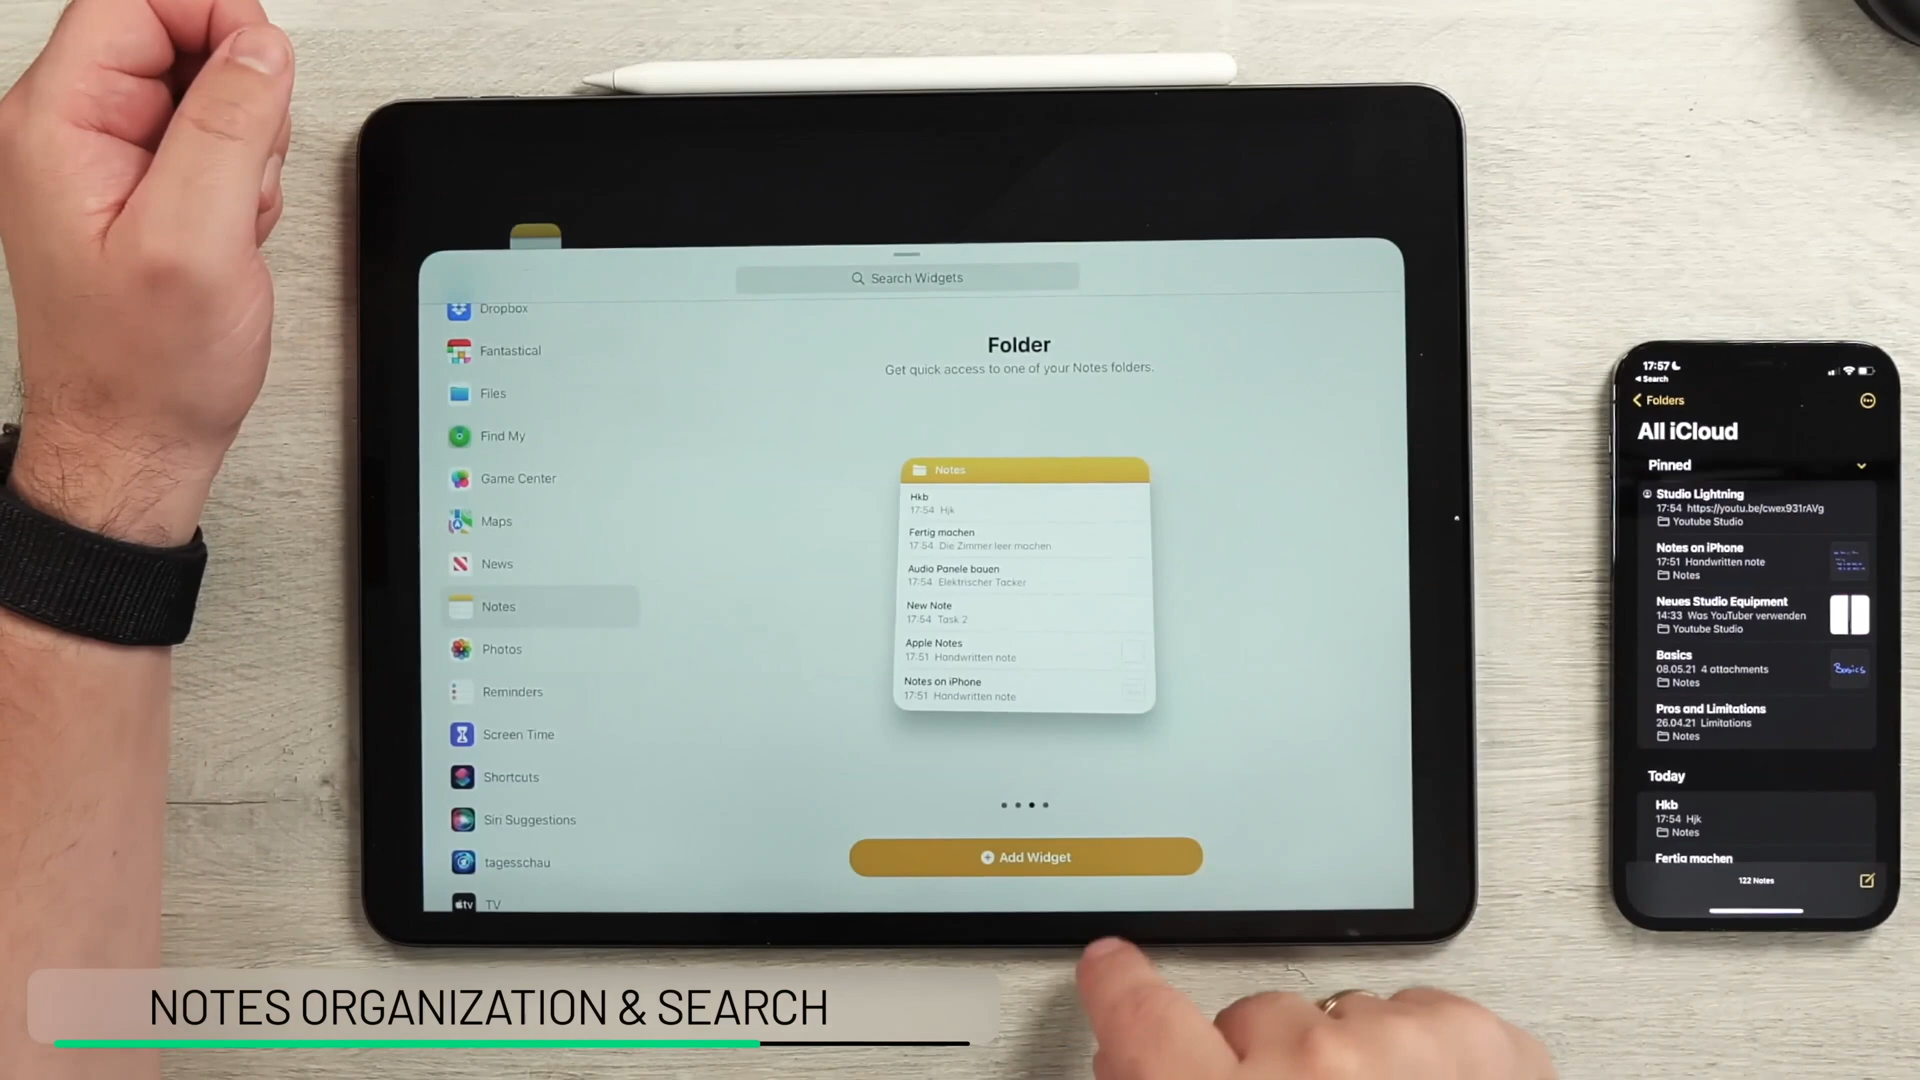 Search Widgets
Dropbox
Fantastical
Files
Find My
Game Center
Maps
News
Notes
Photos
Reminders
Screen Time
Shortcuts
Siri Suggestions
tagesschau
tv TV
Folder
Get quick access to one of your Notes folders.
Notes
Hkb
17:54 Hjk
Fertig machen
17:54 Die Zimmer leer machen
Audio Panele bauen
17:54 Elektrischer Tacker
New Note
17:54 Task 2
Apple Notes
17:51 Handwritten note
Notes on iPhone
17:51 Handwritten note
Add Widget
17:57
Search
Folders
All iCloud
Pinned
Studio Lightning
17:54 https://youtu.be/cwex931rAVg
Youtube Studio
Notes on iPhone
17:51 Handwritten note
Notes
Neues Studio Equipment
14:33 Was YouTuber verwenden
Youtube Studio
Basics
08.05.21 4 attachments
Basics
Notes
Pros and Limitations
26.04.21 Limitations
Notes
Today
Hkb
17:54 Hjk
Notes
Fertig machen
122 Notes
NOTES ORGANIZATION & SEARCH